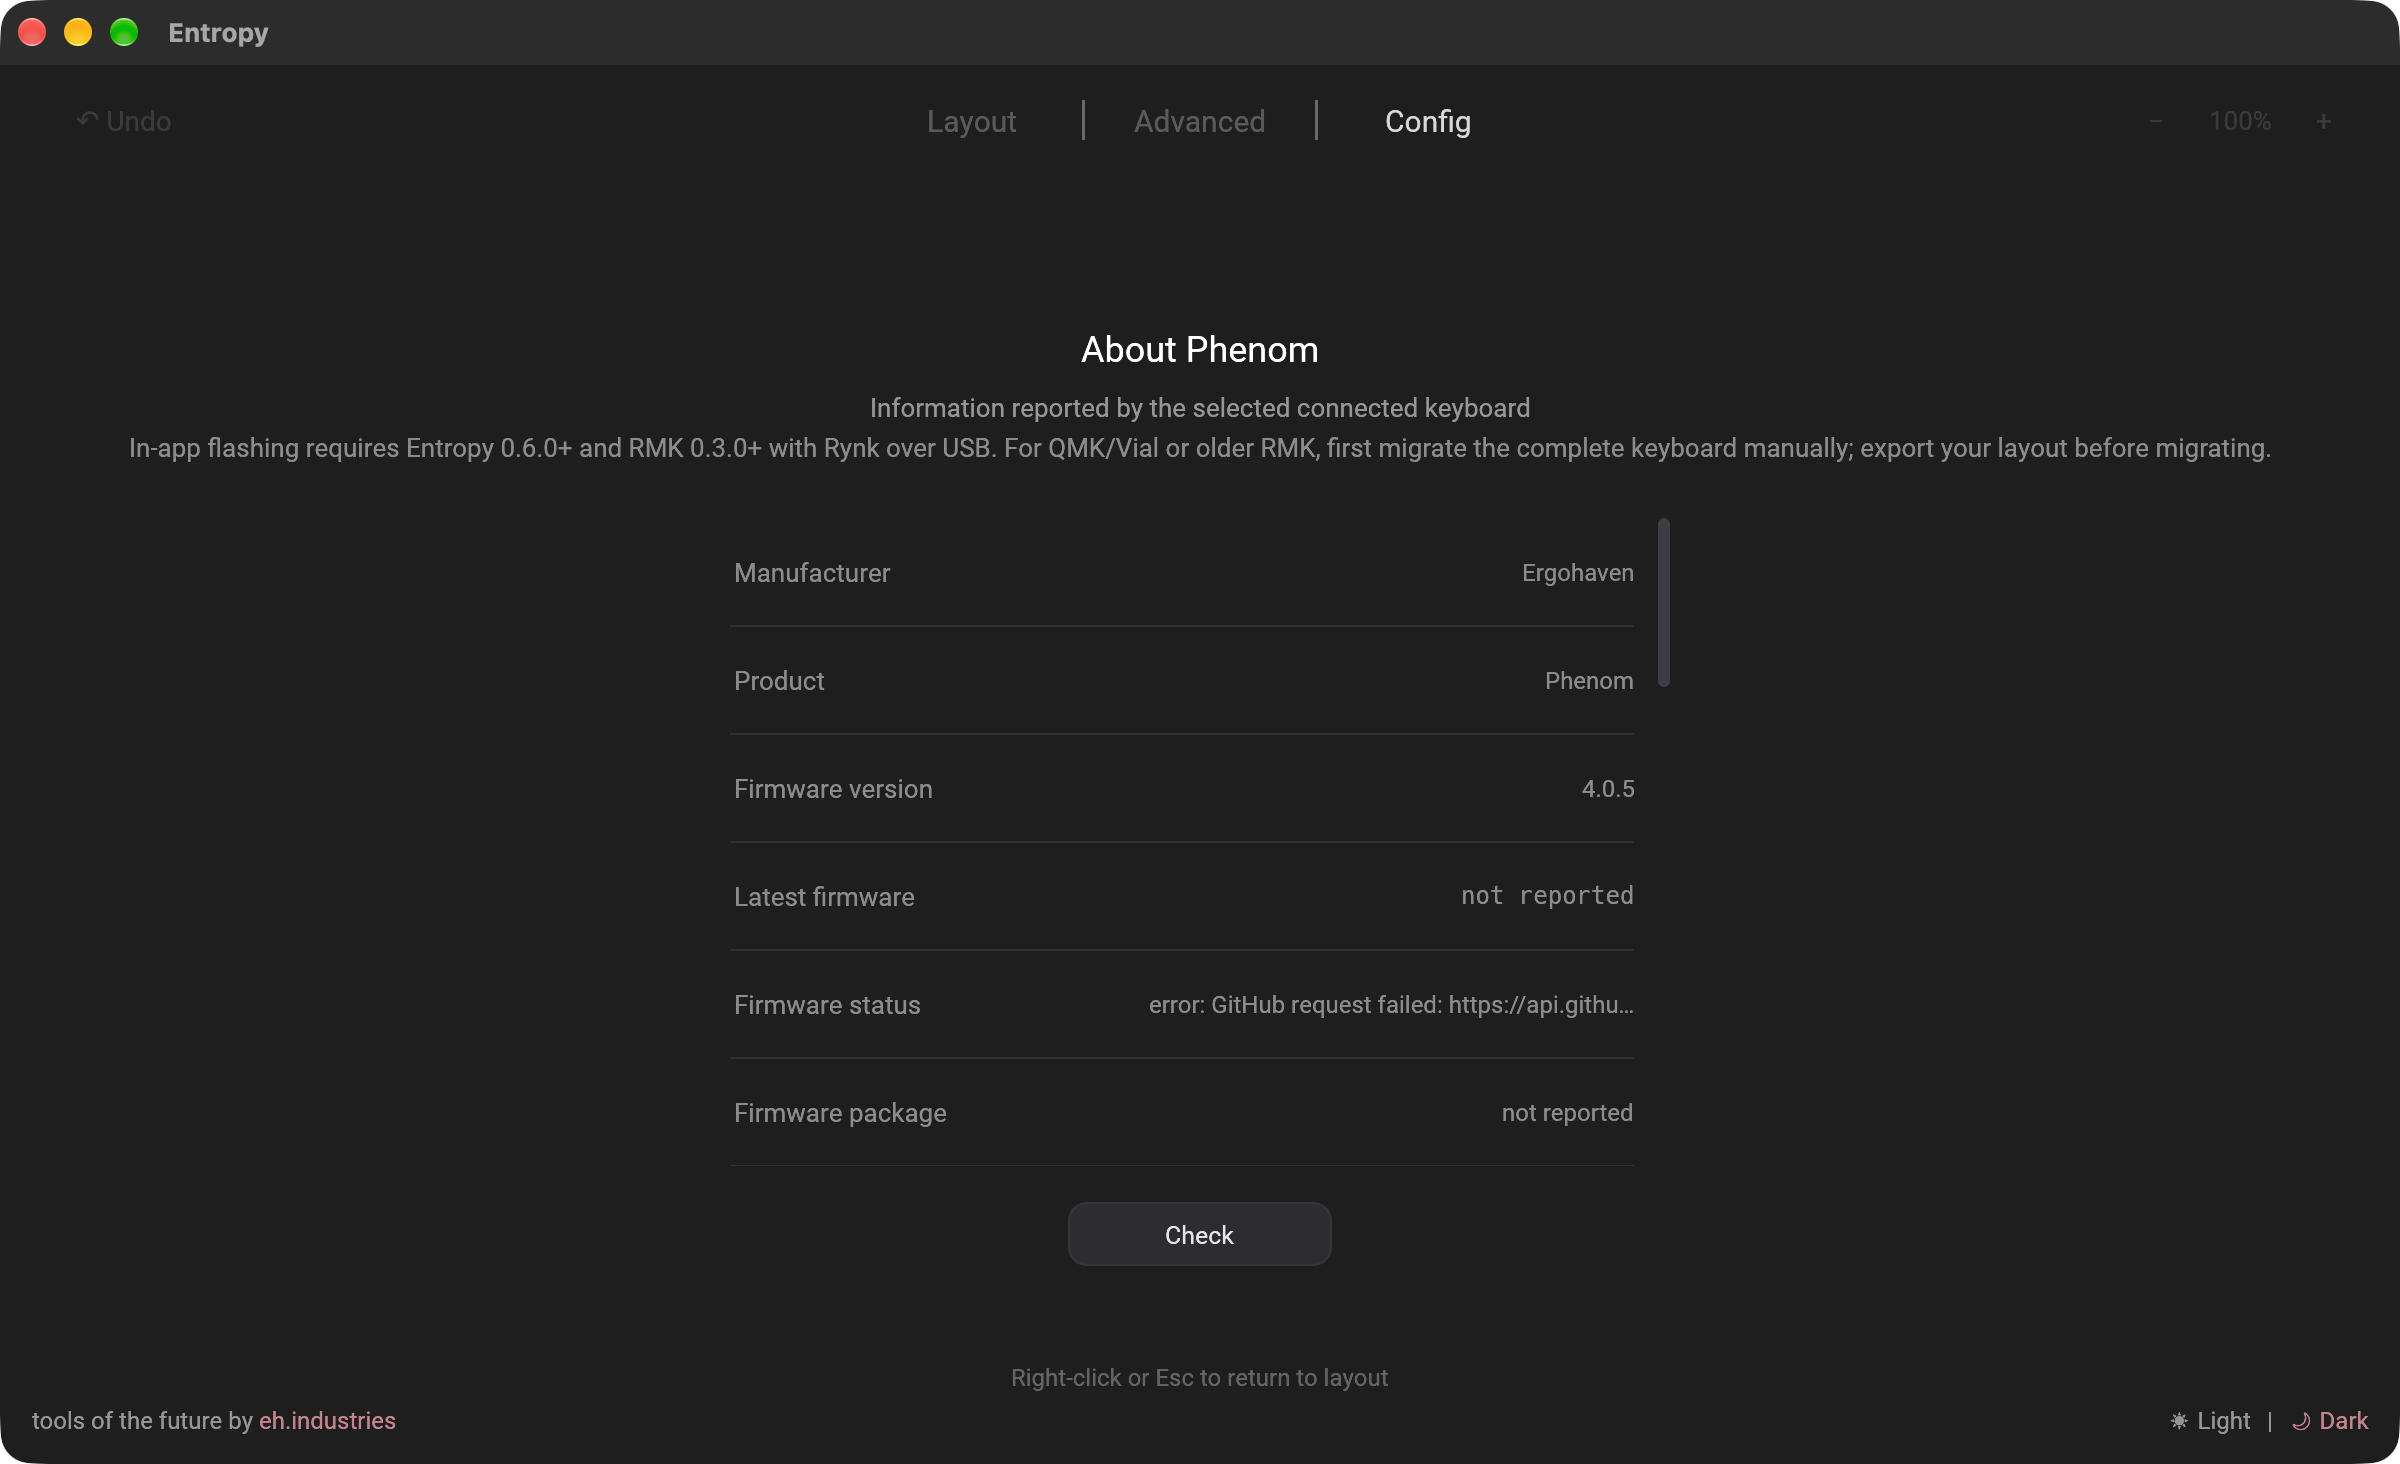 Entropy
↶ Undo
Layout | Advanced | Config
− 100% +
About Phenom
Information reported by the selected connected keyboard
In-app flashing requires Entropy 0.6.0+ and RMK 0.3.0+ with Rynk over USB. For QMK/Vial or older RMK, first migrate the complete keyboard manually; export your layout before migrating.
Manufacturer Ergohaven
Product Phenom
Firmware version 4.0.5
Latest firmware not reported
Firmware status error: GitHub request failed: https://api.githu…
Firmware package not reported
Check
Right-click or Esc to return to layout
tools of the future by eh.industries
Light | Dark